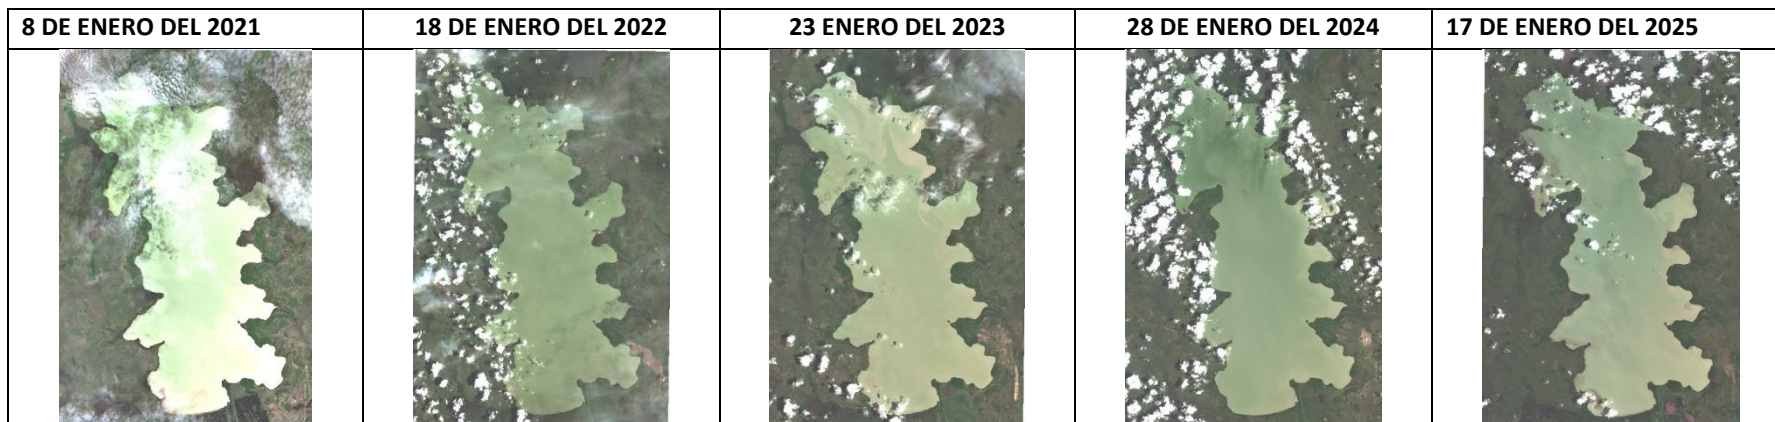 8 DE ENERO DEL 2021
18 DE ENERO DEL 2022
23 ENERO DEL 2023
28 DE ENERO DEL 2024
17 DE ENERO DEL 2025